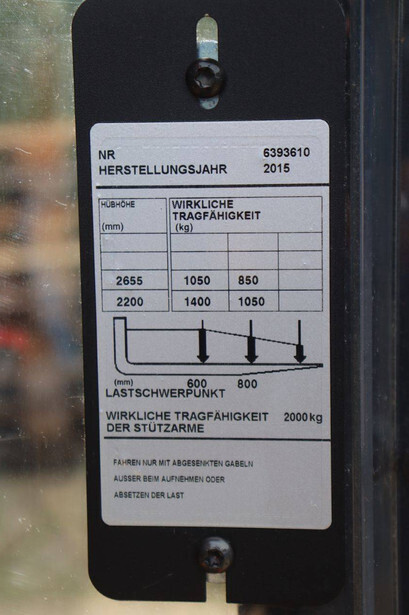 NR 6393610
HERSTELLUNGSJAHR 2015
HÜBHÖHE
(mm)
WIRKLICHE
TRAGFÄHIGKEIT
(kg)
2655 1050 850
2200 1400 1050
(mm) 600 800
LASTSCHWERPUNKT
WIRKLICHE TRAGFÄHIGKEIT 2000kg
DER STÜTZARME
FAHREN NUR MIT ABGESENKTEN GABELN
AUSSER BEIM AUFNEHMEN ODER
ABSETZEN DER LAST